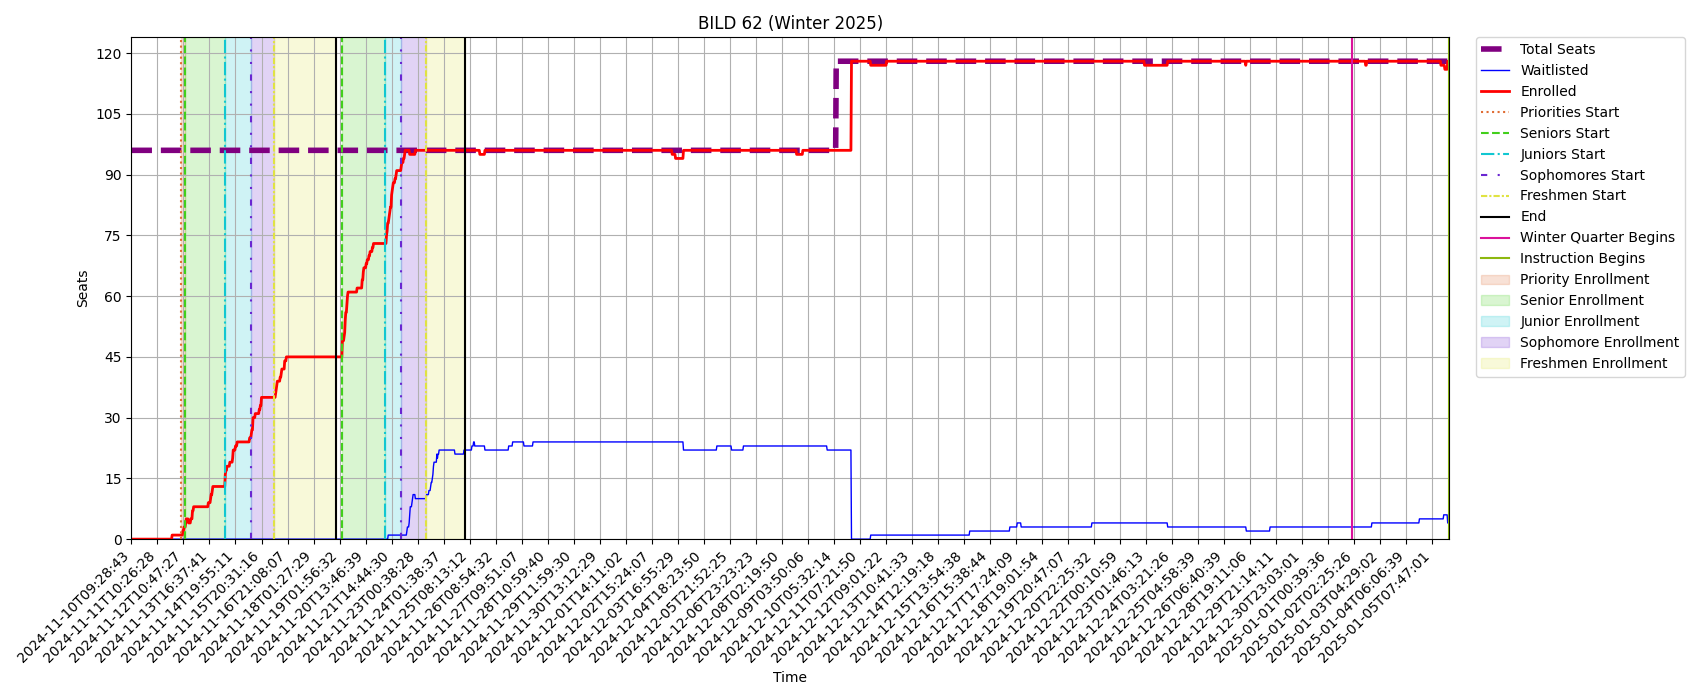 BILD 62 (Winter 2025)
Seats
120
105
90
75
60
45
30
15
0
2024-11-10T09:28:43
2024-11-11T10:26:28
2024-11-12T10:47:27
2024-11-13T16:37:41
2024-11-14T19:55:11
2024-11-15T20:31:16
2024-11-16T21:08:07
2024-11-18T01:27:29
2024-11-19T01:56:32
2024-11-20T13:46:39
2024-11-21T14:44:30
2024-11-23T00:38:28
2024-11-24T01:38:37
2024-11-25T08:13:12
2024-11-26T08:54:32
2024-11-27T09:51:07
2024-11-28T10:59:40
2024-11-29T11:59:30
2024-11-30T13:12:29
2024-12-01T14:11:02
2024-12-02T15:24:07
2024-12-03T16:55:29
2024-12-04T18:23:50
2024-12-05T21:52:25
2024-12-06T23:23:23
2024-12-08T02:19:50
2024-12-09T03:50:06
2024-12-10T05:32:14
2024-12-11T07:21:50
2024-12-12T09:01:22
2024-12-13T10:41:33
2024-12-14T12:19:18
2024-12-15T13:54:38
2024-12-16T15:38:44
2024-12-17T17:24:09
2024-12-18T19:01:54
2024-12-19T20:47:07
2024-12-20T22:25:32
2024-12-22T00:10:59
2024-12-23T01:46:13
2024-12-24T03:21:26
2024-12-25T04:58:39
2024-12-26T06:40:39
2024-12-28T19:11:06
2024-12-29T21:14:11
2024-12-30T23:03:01
2025-01-01T00:39:36
2025-01-02T02:25:26
2025-01-03T04:29:02
2025-01-04T06:06:39
2025-01-05T07:47:01
Time
Total Seats
Waitlisted
Enrolled
Priorities Start
Seniors Start
Juniors Start
Sophomores Start
Freshmen Start
End
Winter Quarter Begins
Instruction Begins
Priority Enrollment
Senior Enrollment
Junior Enrollment
Sophomore Enrollment
Freshmen Enrollment